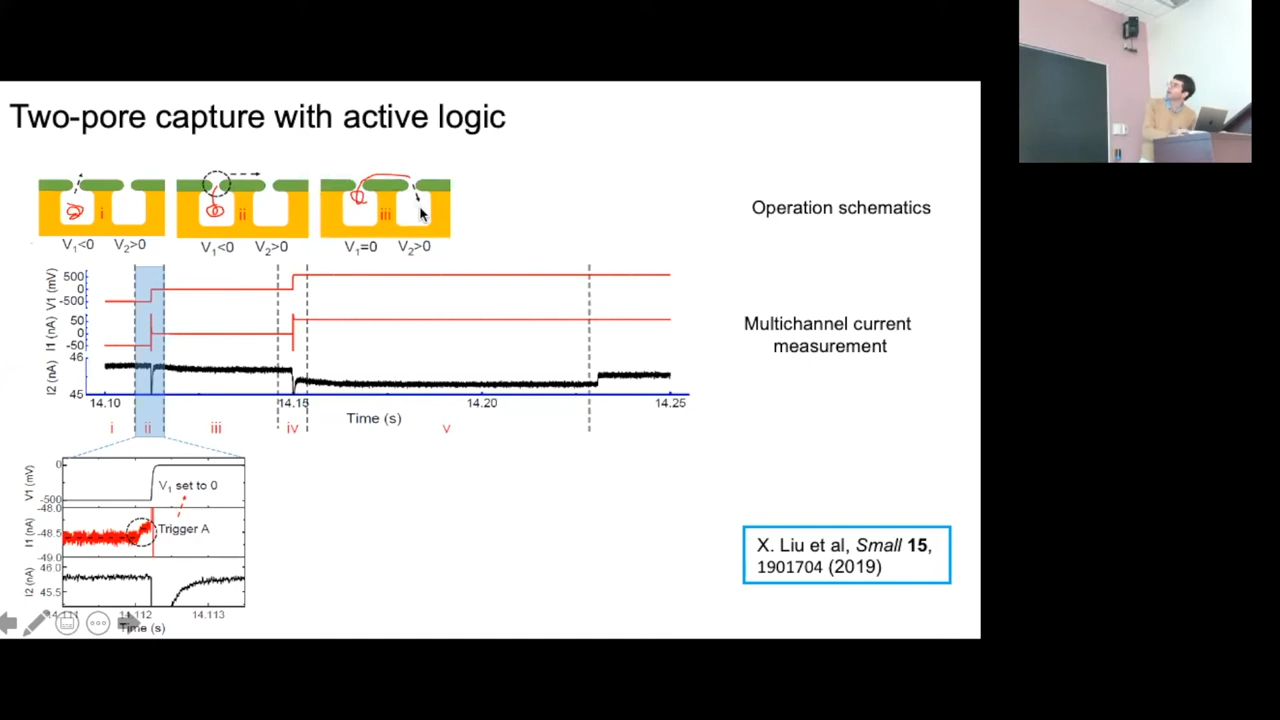 Two-pore capture with active logic
i
ii
iii
V1<0 V2>0
V1<0 V2>0
V1=0 V2>0
Operation schematics
V1 (mV)
500
0
-500
I1 (nA)
50
0
-50
I2 (nA)
46
45
14.10 14.15 14.20 14.25
Time (s)
i ii iii iv v
Multichannel current
measurement
V1 (mV)
0
-500
V1 set to 0
I1 (nA)
-48.0
-48.5
-49.0
Trigger A
I2 (nA)
46.0
45.5
14.111 14.112 14.113
Time (s)
X. Liu et al, Small 15,
1901704 (2019)